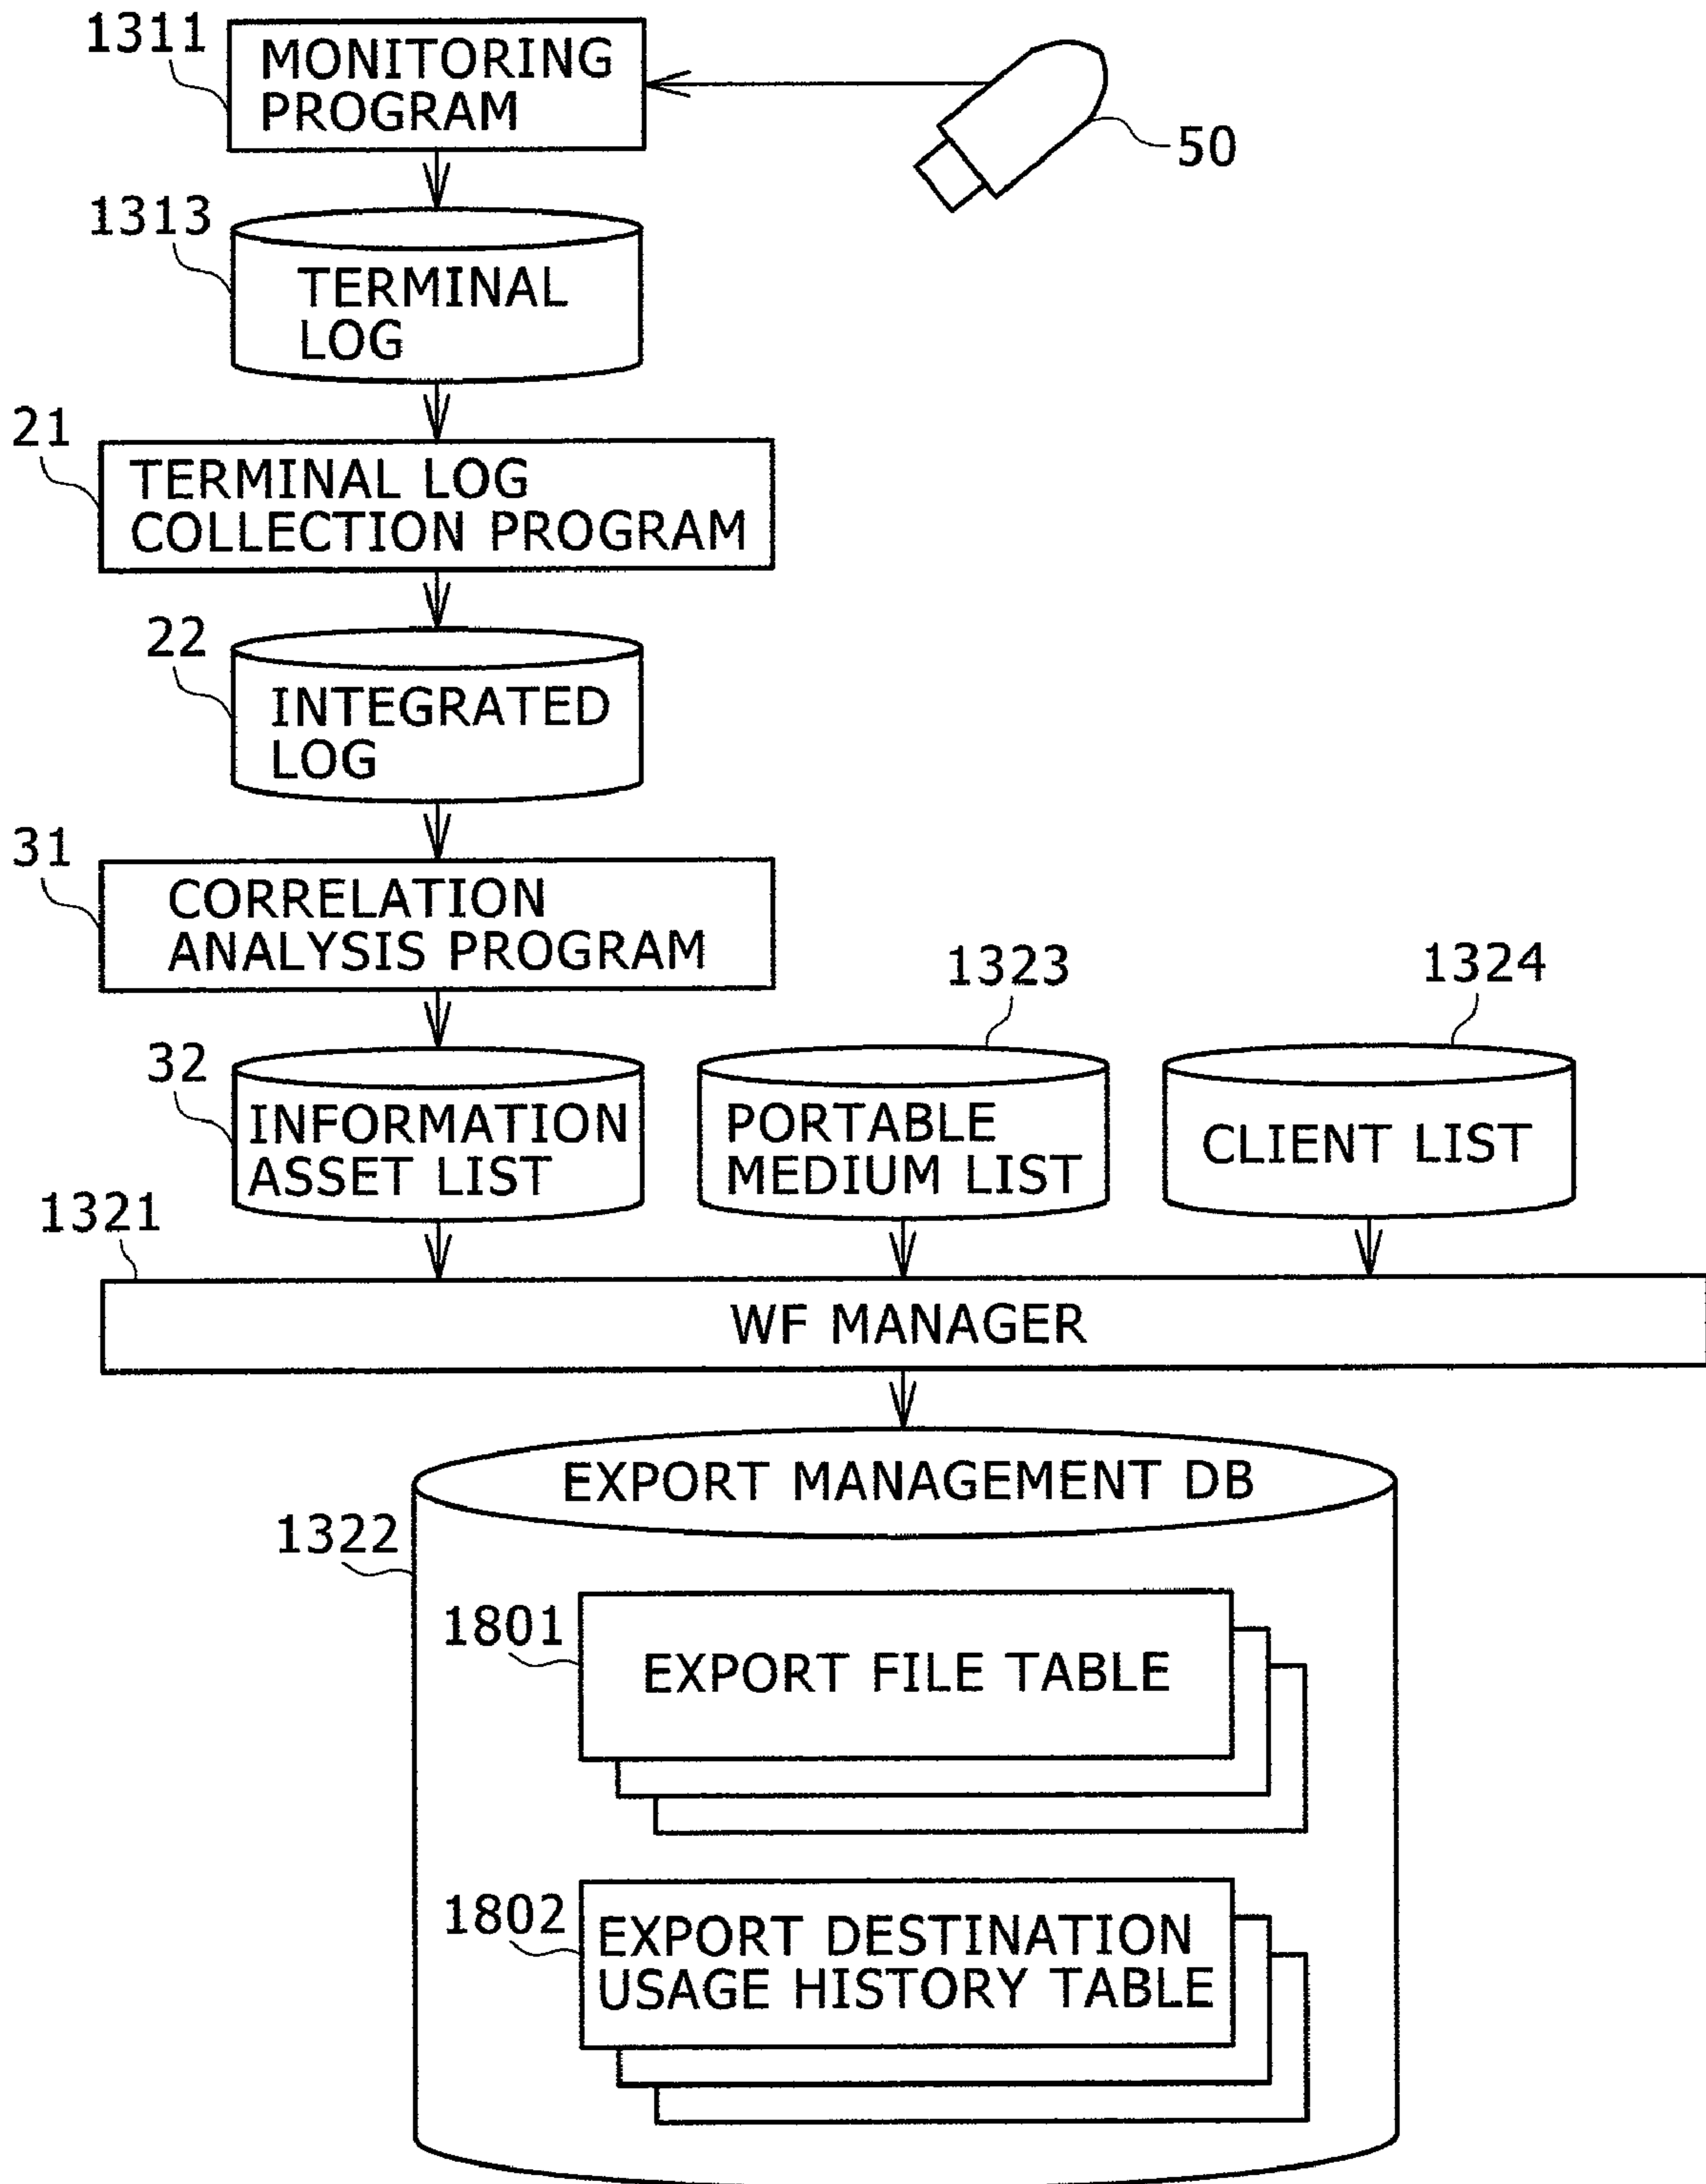 1311
MONITORING
PROGRAM
50
1313
TERMINAL
LOG
21
TERMINAL LOG
COLLECTION PROGRAM
22
INTEGRATED
LOG
31
CORRELATION
ANALYSIS PROGRAM
1323
1324
32
INFORMATION
ASSET LIST
PORTABLE
MEDIUM LIST
CLIENT LIST
1321
WF MANAGER
EXPORT MANAGEMENT DB
1322
1801
EXPORT FILE TABLE
1802
EXPORT DESTINATION
USAGE HISTORY TABLE